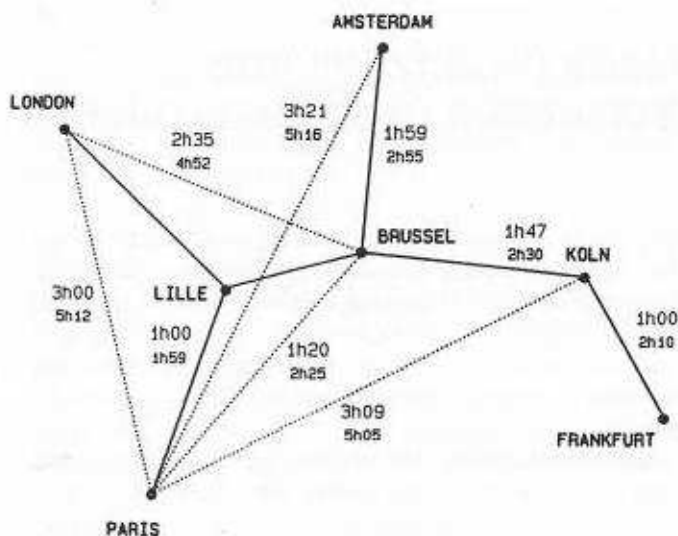 AMSTERDAM
LONDON
3h21
5h16
2h35
4h52
1h59
2h55
BRUSSEL
1h47
2h30
KOLN
LILLE
3h00
5h12
1h00
1h59
1h20
2h25
1h00
2h10
3h09
5h05
FRANKFURT
PARIS